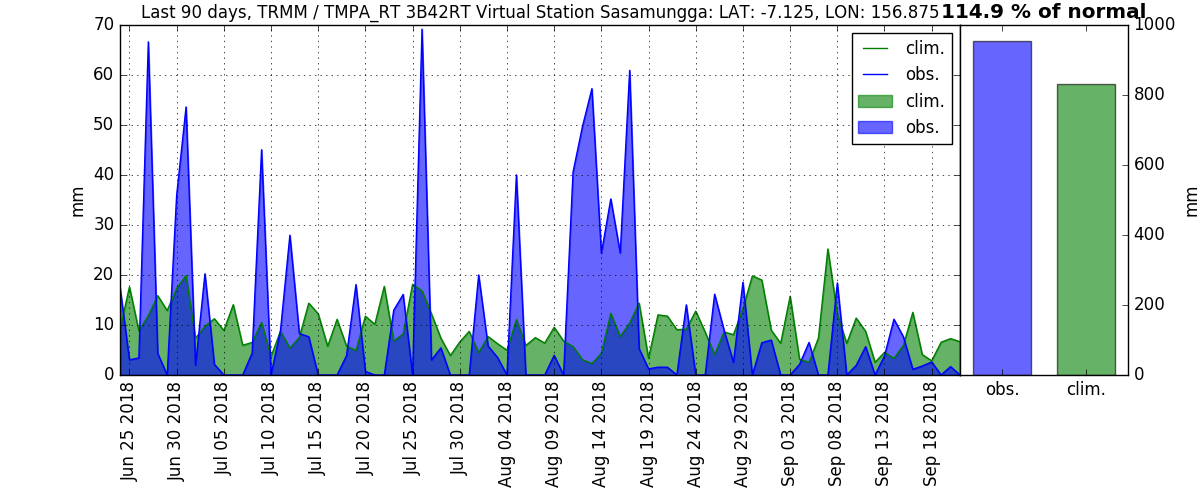 Last 90 days, TRMM / TMPA_RT 3B42RT Virtual Station Sasamungga: LAT: -7.125, LON: 156.875
114.9 % of normal
clim.
obs.
clim.
obs.
mm
70
60
50
40
30
20
10
0
Jun 25 2018
Jun 30 2018
Jul 05 2018
Jul 10 2018
Jul 15 2018
Jul 20 2018
Jul 25 2018
Jul 30 2018
Aug 04 2018
Aug 09 2018
Aug 14 2018
Aug 19 2018
Aug 24 2018
Aug 29 2018
Sep 03 2018
Sep 08 2018
Sep 13 2018
Sep 18 2018
1000
800
600
400
200
0
mm
obs.
clim.